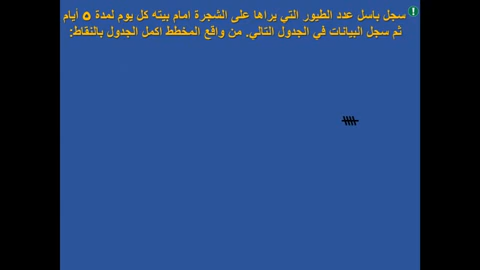 سجل باسل عدد الطيور التي يراها على الشجرة امام بيته كل يوم لمدة ٥ أيام
ثم سجل البيانات في الجدول التالي. من واقع المخطط اكمل الجدول بالنقاط: